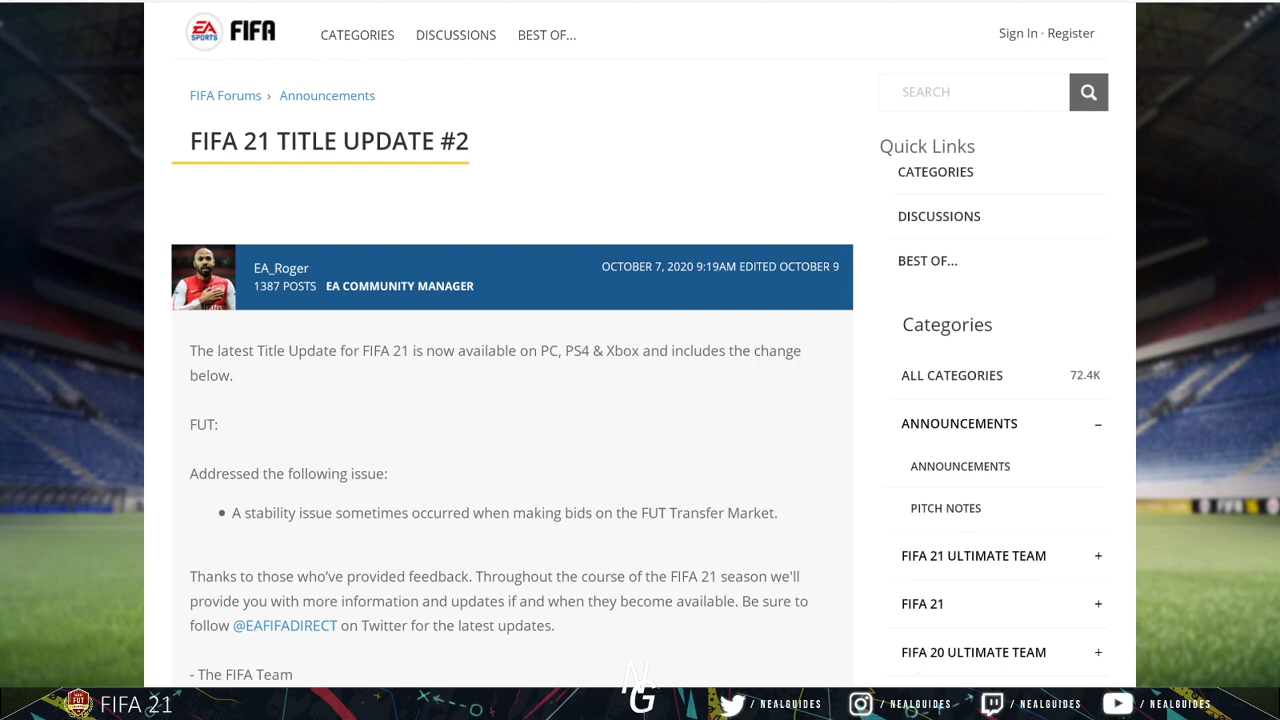 EA SPORTS FIFA
CATEGORIES DISCUSSIONS BEST OF...
Sign In · Register
FIFA Forums › Announcements
SEARCH
FIFA 21 TITLE UPDATE #2
Quick Links
CATEGORIES
DISCUSSIONS
BEST OF...
EA_Roger
1387 POSTS EA COMMUNITY MANAGER
OCTOBER 7, 2020 9:19AM EDITED OCTOBER 9
The latest Title Update for FIFA 21 is now available on PC, PS4 & Xbox and includes the change
below.
FUT:
Addressed the following issue:
• A stability issue sometimes occurred when making bids on the FUT Transfer Market.
Thanks to those who’ve provided feedback. Throughout the course of the FIFA 21 season we'll
provide you with more information and updates if and when they become available. Be sure to
follow @EAFIFADIRECT on Twitter for the latest updates.
- The FIFA Team
Categories
ALL CATEGORIES 72.4K
ANNOUNCEMENTS –
ANNOUNCEMENTS
PITCH NOTES
FIFA 21 ULTIMATE TEAM +
FIFA 21 +
FIFA 20 ULTIMATE TEAM +
FUT
FIFA 21
NG
/ NEALGUIDES
/ NEALGUIDES
/ NEALGUIDES
/ NEALGUIDES